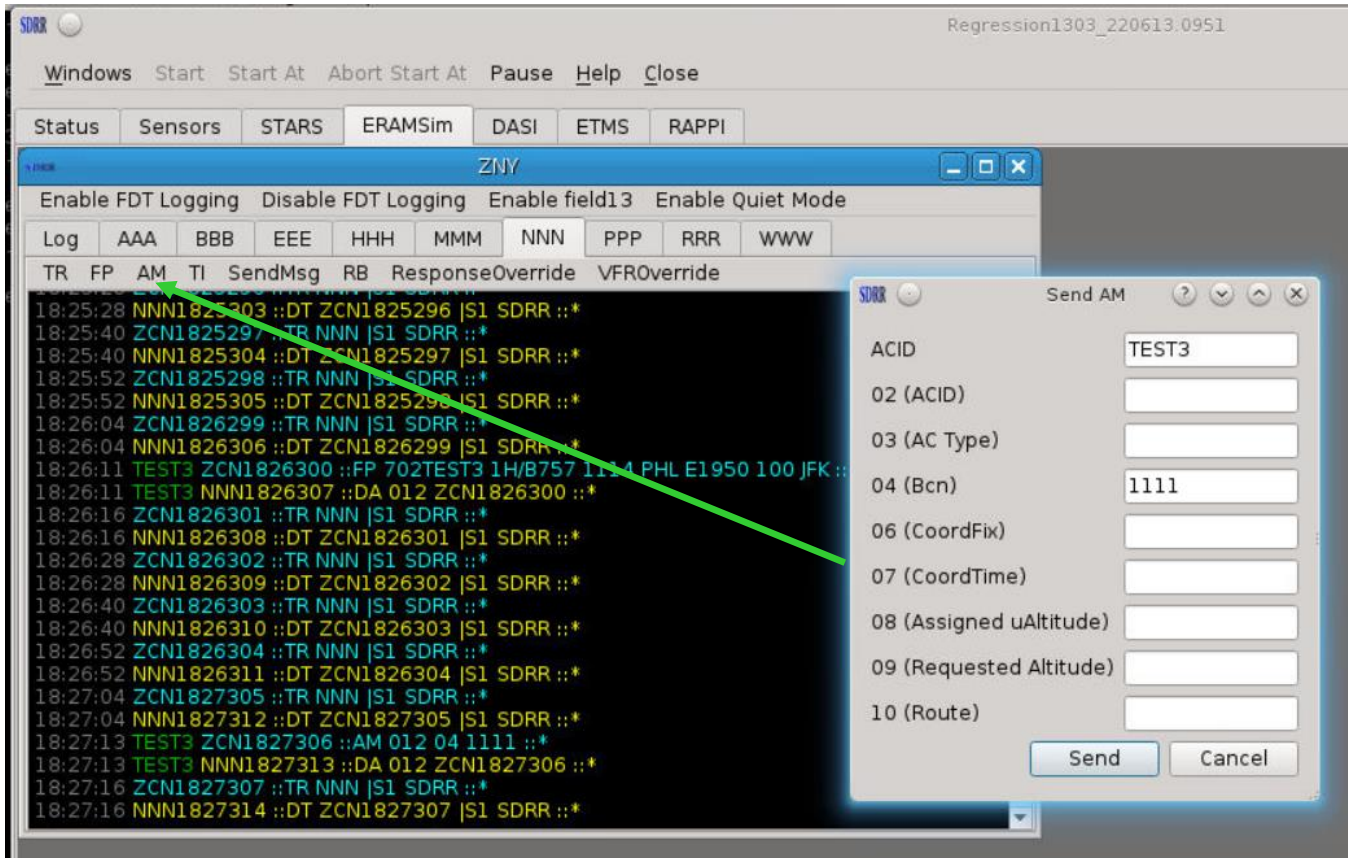 SDRR
Regression1303_220613.0951
Windows Start Start At Abort Start At Pause Help Close
Status Sensors STARS ERAMSim DASI ETMS RAPPI
ZNY
Enable FDT Logging Disable FDT Logging Enable field13 Enable Quiet Mode
Log AAA BBB EEE HHH MMM NNN PPP RRR WWW
TR FP AM TI SendMsg RB ResponseOverride VFROverride
18:25:28 NNN1825303 ::DT ZCN1825296 |S1 SDRR ::*
18:25:40 ZCN1825297 ::TR NNN |S1 SDRR ::*
18:25:40 NNN1825304 ::DT ZCN1825297 |S1 SDRR ::*
18:25:52 ZCN1825298 ::TR NNN |S1 SDRR ::*
18:25:52 NNN1825305 ::DT ZCN1825298 |S1 SDRR ::*
18:26:04 ZCN1826299 ::TR NNN |S1 SDRR ::*
18:26:04 NNN1826306 ::DT ZCN1826299 |S1 SDRR ::*
18:26:11 TEST3 ZCN1826300 ::FP 702TEST3 1H/B757 1114 PHL E1950 100 JFK ::
18:26:11 TEST3 NNN1826307 ::DA 012 ZCN1826300 ::*
18:26:16 ZCN1826301 ::TR NNN |S1 SDRR ::*
18:26:16 NNN1826308 ::DT ZCN1826301 |S1 SDRR ::*
18:26:28 ZCN1826302 ::TR NNN |S1 SDRR ::*
18:26:28 NNN1826309 ::DT ZCN1826302 |S1 SDRR ::*
18:26:40 ZCN1826303 ::TR NNN |S1 SDRR ::*
18:26:40 NNN1826310 ::DT ZCN1826303 |S1 SDRR ::*
18:26:52 ZCN1826304 ::TR NNN |S1 SDRR ::*
18:26:52 NNN1826311 ::DT ZCN1826304 |S1 SDRR ::*
18:27:04 ZCN1827305 ::TR NNN |S1 SDRR ::*
18:27:04 NNN1827312 ::DT ZCN1827305 |S1 SDRR ::*
18:27:13 TEST3 ZCN1827306 ::AM 012 04 1111 ::*
18:27:13 TEST3 NNN1827313 ::DA 012 ZCN1827306 ::*
18:27:16 ZCN1827307 ::TR NNN |S1 SDRR ::*
18:27:16 NNN1827314 ::DT ZCN1827307 |S1 SDRR ::*
SDRR Send AM
ACID TEST3
02 (ACID)
03 (AC Type)
04 (Bcn) 1111
06 (CoordFix)
07 (CoordTime)
08 (Assigned uAltitude)
09 (Requested Altitude)
10 (Route)
Send Cancel